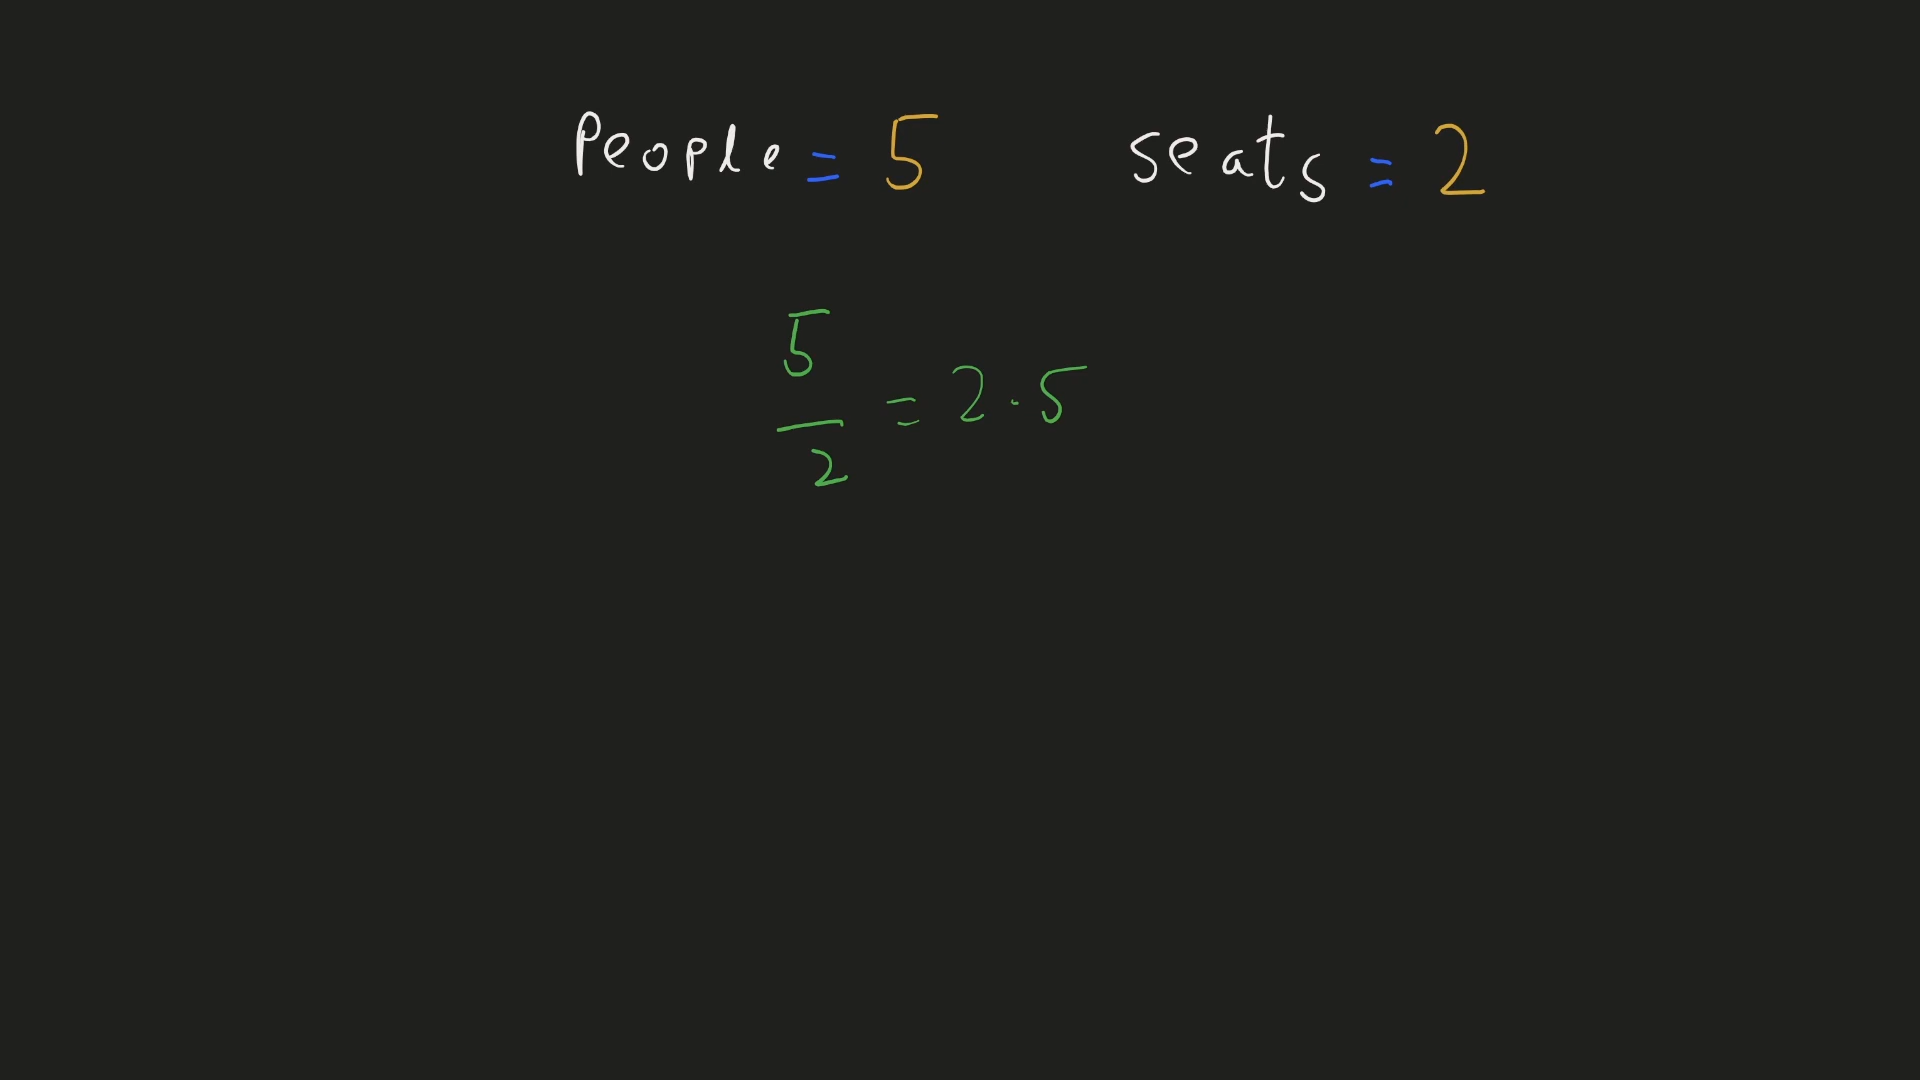 People = 5 seats = 2
5/2 = 2.5